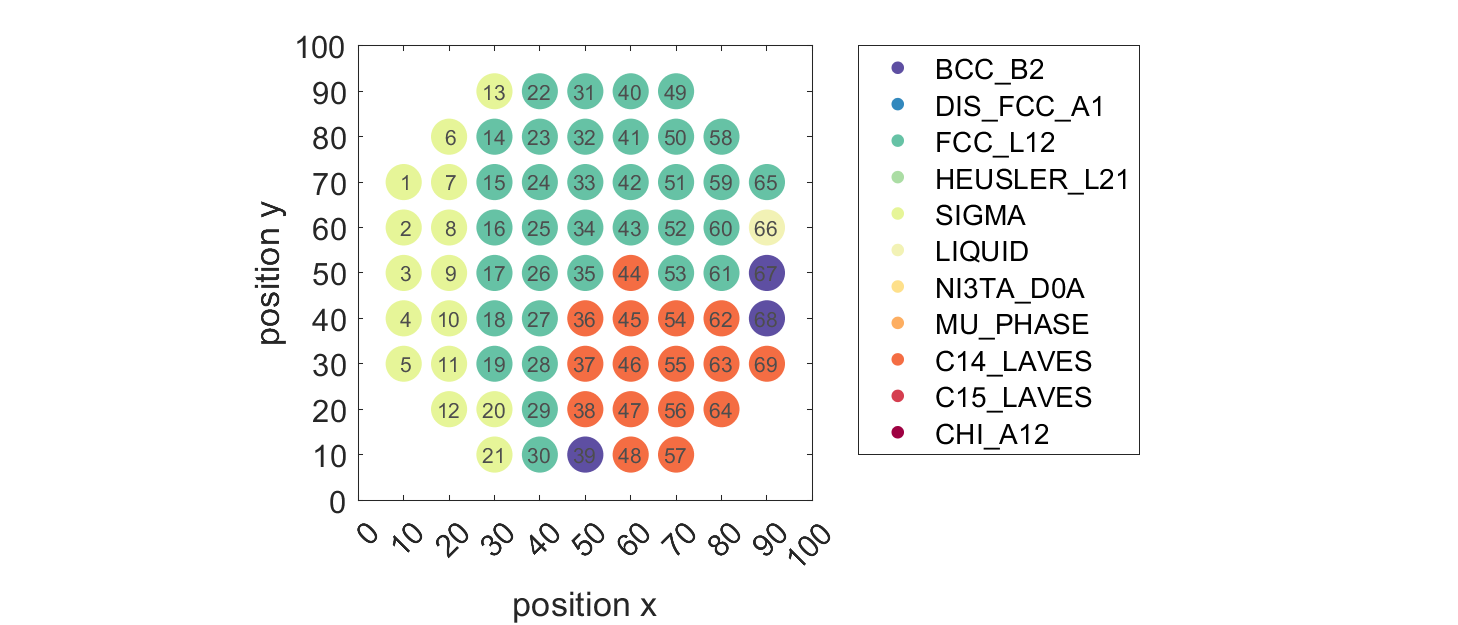 100
90
80
70
60
50
40
30
20
10
0
position y
13 22 31 40 49
6 14 23 32 41 50 58
1 7 15 24 33 42 51 59 65
2 8 16 25 34 43 52 60 66
3 9 17 26 35 44 53 61 67
4 10 18 27 36 45 54 62 68
5 11 19 28 37 46 55 63 69
12 20 29 38 47 56 64
21 30 39 48 57
0 10 20 30 40 50 60 70 80 90 100
position x
BCC_B2
DIS_FCC_A1
FCC_L12
HEUSLER_L21
SIGMA
LIQUID
NI3TA_D0A
MU_PHASE
C14_LAVES
C15_LAVES
CHI_A12